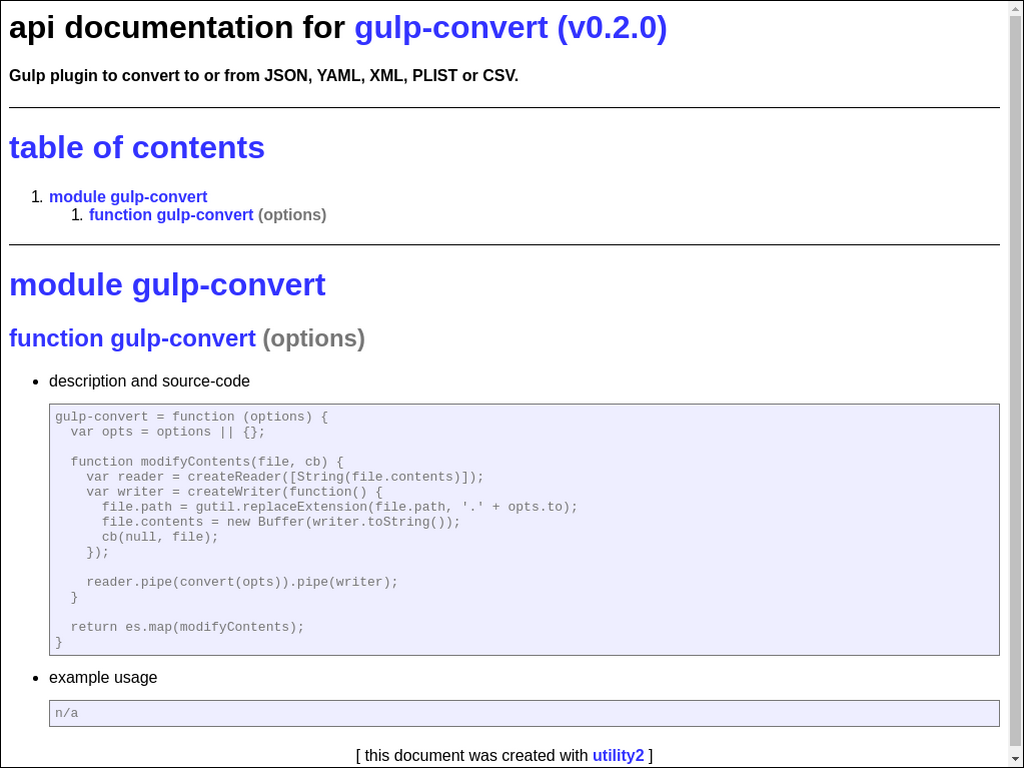 api documentation for gulp-convert (v0.2.0)
Gulp plugin to convert to or from JSON, YAML, XML, PLIST or CSV.
table of contents
1. module gulp-convert
1. function gulp-convert (options)
module gulp-convert
function gulp-convert (options)
• description and source-code
gulp-convert = function (options) {
  var opts = options || {};

  function modifyContents(file, cb) {
    var reader = createReader([String(file.contents)]);
    var writer = createWriter(function() {
      file.path = gutil.replaceExtension(file.path, '.' + opts.to);
      file.contents = new Buffer(writer.toString());
      cb(null, file);
    });

    reader.pipe(convert(opts)).pipe(writer);
  }

  return es.map(modifyContents);
}
• example usage
n/a
[ this document was created with utility2 ]